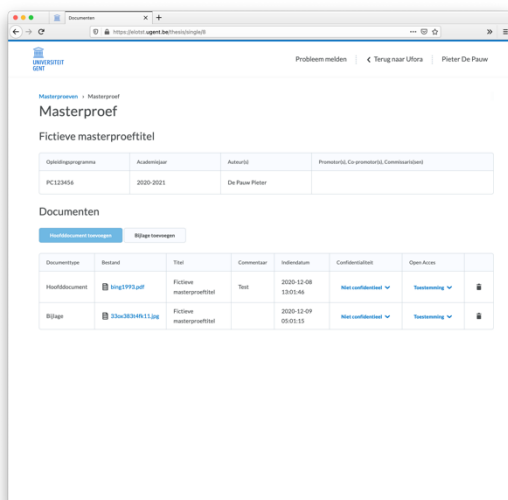 Documenten
https://elotst.ugent.be/thesis/single/8
UNIVERSITEIT
GENT
Probleem melden
Terug naar Ufora
Pieter De Pauw
Masterproeven › Masterproef
Masterproef
Fictieve masterproeftitel
Opleidingsprogramma Academiejaar Auteur(s) Promotor(s), Co-promotor(s), Commissaris(sen)
PC123456 2020-2021 De Pauw Pieter
Documenten
Hoofddocument toevoegen Bijlage toevoegen
Documenttype Bestand Titel Commentaar Indiendatum Confidentialiteit Open Acces
Hoofddocument bing1993.pdf Fictieve masterproeftitel Test 2020-12-08 13:01:46 Niet confidentieel Toestemming
Bijlage Fictieve masterproeftitel 2020-12-09 05:01:15 Niet confidentieel Toestemming